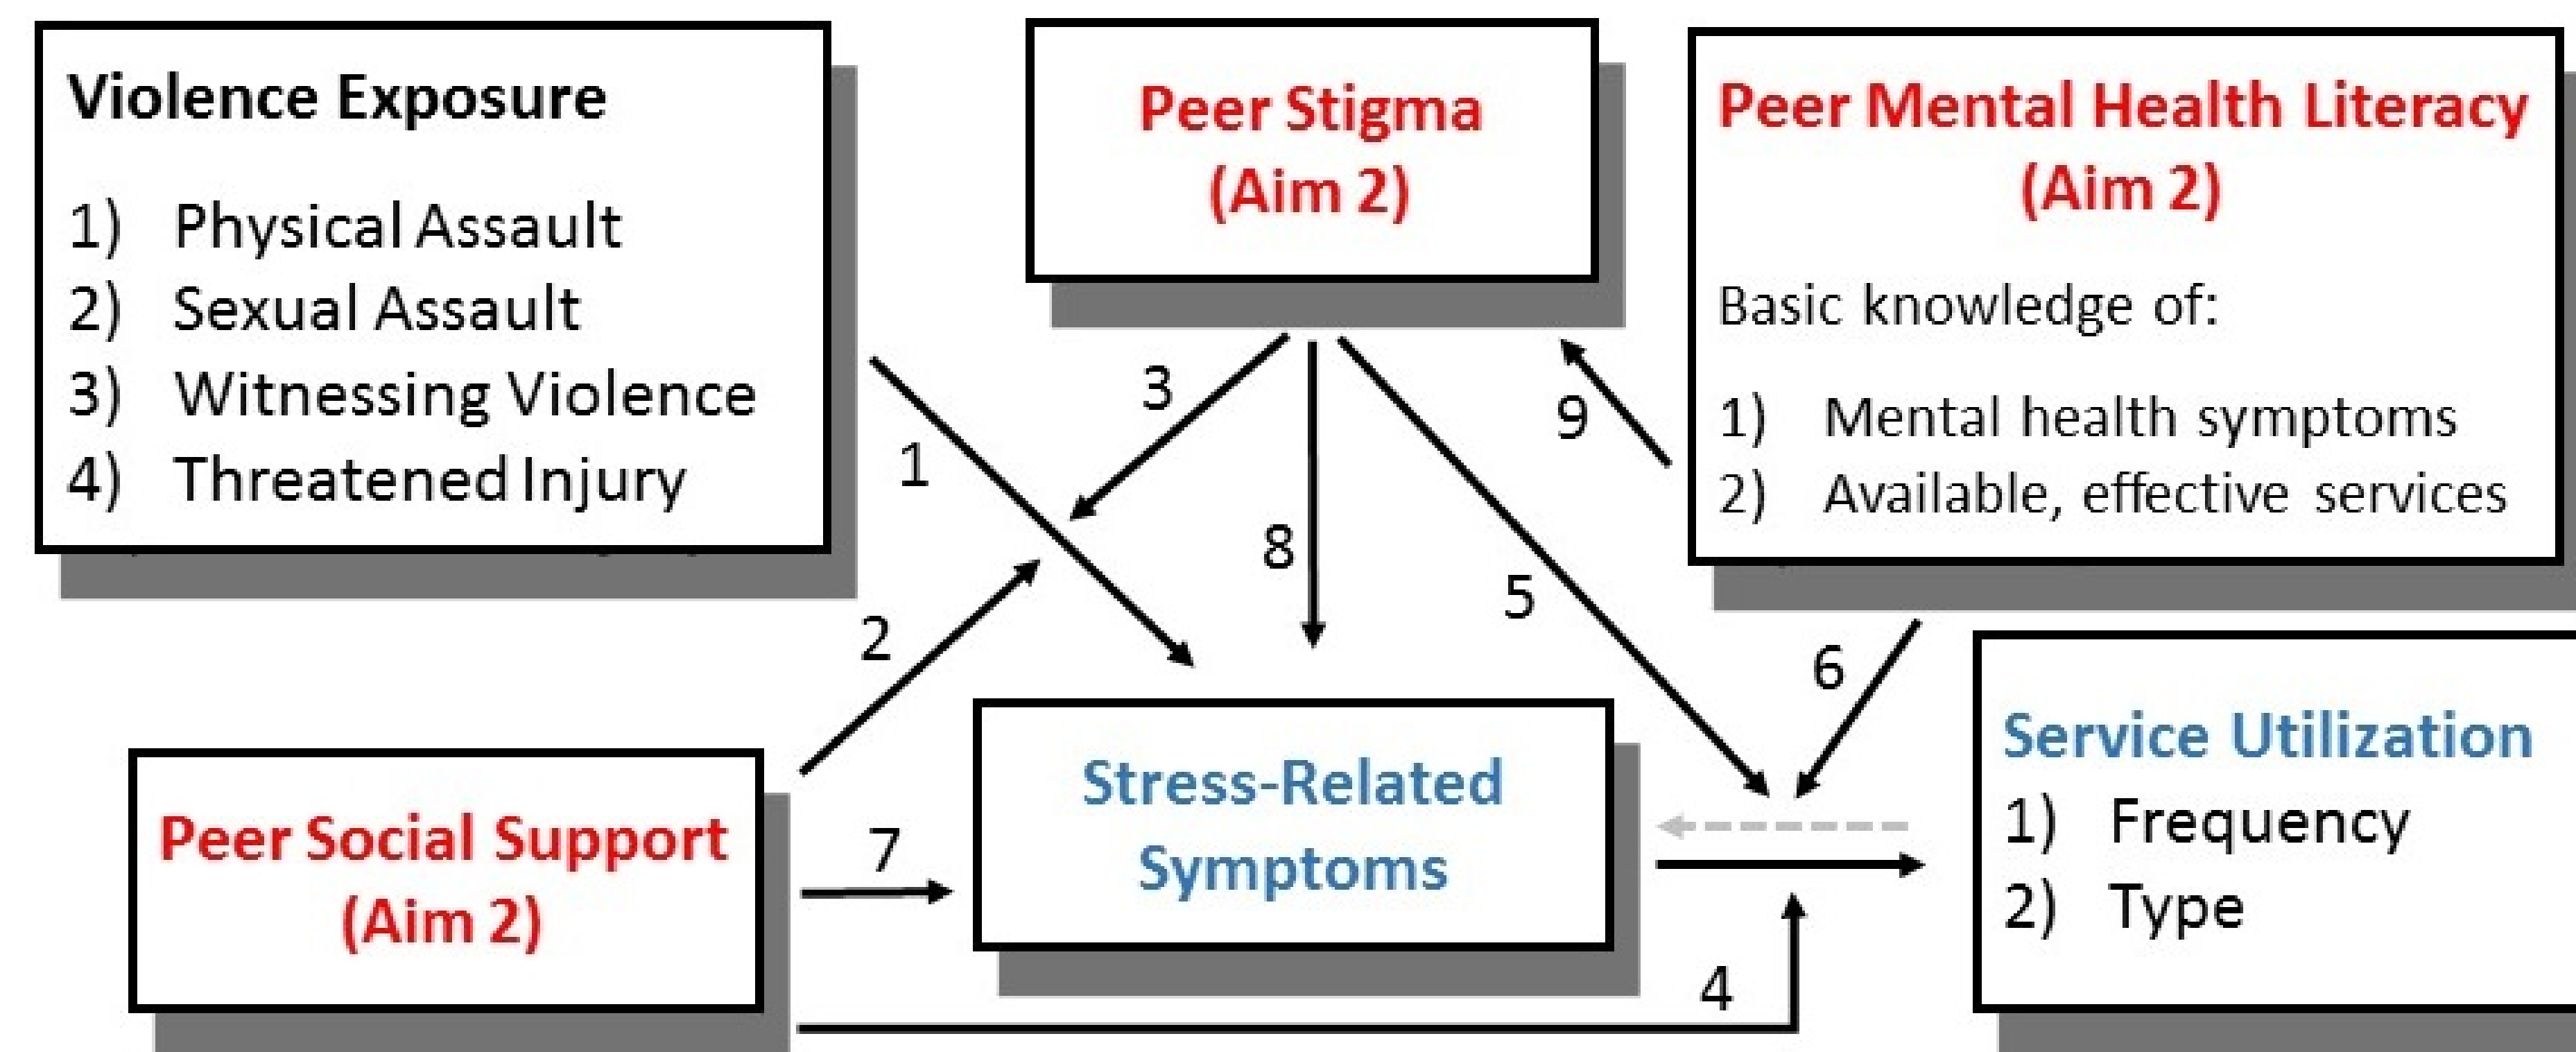 Violence Exposure
1) Physical Assault
2) Sexual Assault
3) Witnessing Violence
4) Threatened Injury
Peer Stigma
(Aim 2)
Peer Mental Health Literacy
(Aim 2)
Basic knowledge of:
1) Mental health symptoms
2) Available, effective services
1
3
8
5
9
2
6
Peer Social Support
(Aim 2)
7
Stress-Related
Symptoms
4
Service Utilization
1) Frequency
2) Type